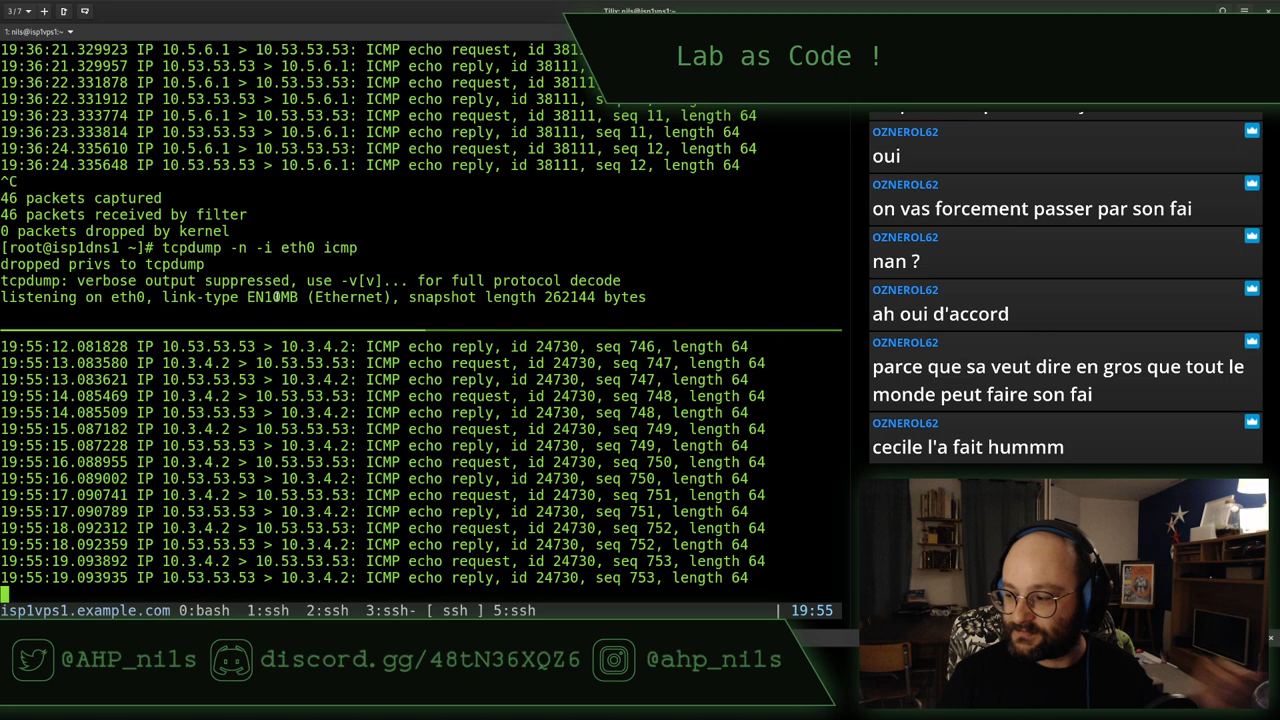 3/7
Tilix: nils@isp1vps1:~
1: nils@isp1vps1:~
Lab as Code !
19:36:21.329923 IP 10.5.6.1 > 10.53.53.53: ICMP echo request, id 381
19:36:21.329957 IP 10.53.53.53 > 10.5.6.1: ICMP echo reply, id 38111,
19:36:22.331878 IP 10.5.6.1 > 10.53.53.53: ICMP echo request, id 38111
19:36:22.331912 IP 10.53.53.53 > 10.5.6.1: ICMP echo reply, id 38111, s
19:36:23.333774 IP 10.5.6.1 > 10.53.53.53: ICMP echo request, id 38111, seq 11, length 64
19:36:23.333814 IP 10.53.53.53 > 10.5.6.1: ICMP echo reply, id 38111, seq 11, length 64
19:36:24.335610 IP 10.5.6.1 > 10.53.53.53: ICMP echo request, id 38111, seq 12, length 64
19:36:24.335648 IP 10.53.53.53 > 10.5.6.1: ICMP echo reply, id 38111, seq 12, length 64
^C
46 packets captured
46 packets received by filter
0 packets dropped by kernel
[root@isp1dns1 ~]# tcpdump -n -i eth0 icmp
dropped privs to tcpdump
tcpdump: verbose output suppressed, use -v[v]... for full protocol decode
listening on eth0, link-type EN10MB (Ethernet), snapshot length 262144 bytes
19:55:12.081828 IP 10.53.53.53 > 10.3.4.2: ICMP echo reply, id 24730, seq 746, length 64
19:55:13.083580 IP 10.3.4.2 > 10.53.53.53: ICMP echo request, id 24730, seq 747, length 64
19:55:13.083621 IP 10.53.53.53 > 10.3.4.2: ICMP echo reply, id 24730, seq 747, length 64
19:55:14.085469 IP 10.3.4.2 > 10.53.53.53: ICMP echo request, id 24730, seq 748, length 64
19:55:14.085509 IP 10.53.53.53 > 10.3.4.2: ICMP echo reply, id 24730, seq 748, length 64
19:55:15.087182 IP 10.3.4.2 > 10.53.53.53: ICMP echo request, id 24730, seq 749, length 64
19:55:15.087228 IP 10.53.53.53 > 10.3.4.2: ICMP echo reply, id 24730, seq 749, length 64
19:55:16.088955 IP 10.3.4.2 > 10.53.53.53: ICMP echo request, id 24730, seq 750, length 64
19:55:16.089002 IP 10.53.53.53 > 10.3.4.2: ICMP echo reply, id 24730, seq 750, length 64
19:55:17.090741 IP 10.3.4.2 > 10.53.53.53: ICMP echo request, id 24730, seq 751, length 64
19:55:17.090789 IP 10.53.53.53 > 10.3.4.2: ICMP echo reply, id 24730, seq 751, length 64
19:55:18.092312 IP 10.3.4.2 > 10.53.53.53: ICMP echo request, id 24730, seq 752, length 64
19:55:18.092359 IP 10.53.53.53 > 10.3.4.2: ICMP echo reply, id 24730, seq 752, length 64
19:55:19.093892 IP 10.3.4.2 > 10.53.53.53: ICMP echo request, id 24730, seq 753, length 64
19:55:19.093935 IP 10.53.53.53 > 10.3.4.2: ICMP echo reply, id 24730, seq 753, length 64
isp1vps1.example.com 0:bash 1:ssh 2:ssh 3:ssh- [ ssh ] 5:ssh | 19:55
OZNEROL62
oui
OZNEROL62
on vas forcement passer par son fai
OZNEROL62
nan ?
OZNEROL62
ah oui d'accord
OZNEROL62
parce que sa veut dire en gros que tout le
monde peut faire son fai
OZNEROL62
cecile l'a fait hummm
@AHP_nils discord.gg/48tN36XQZ6 @ahp_nils